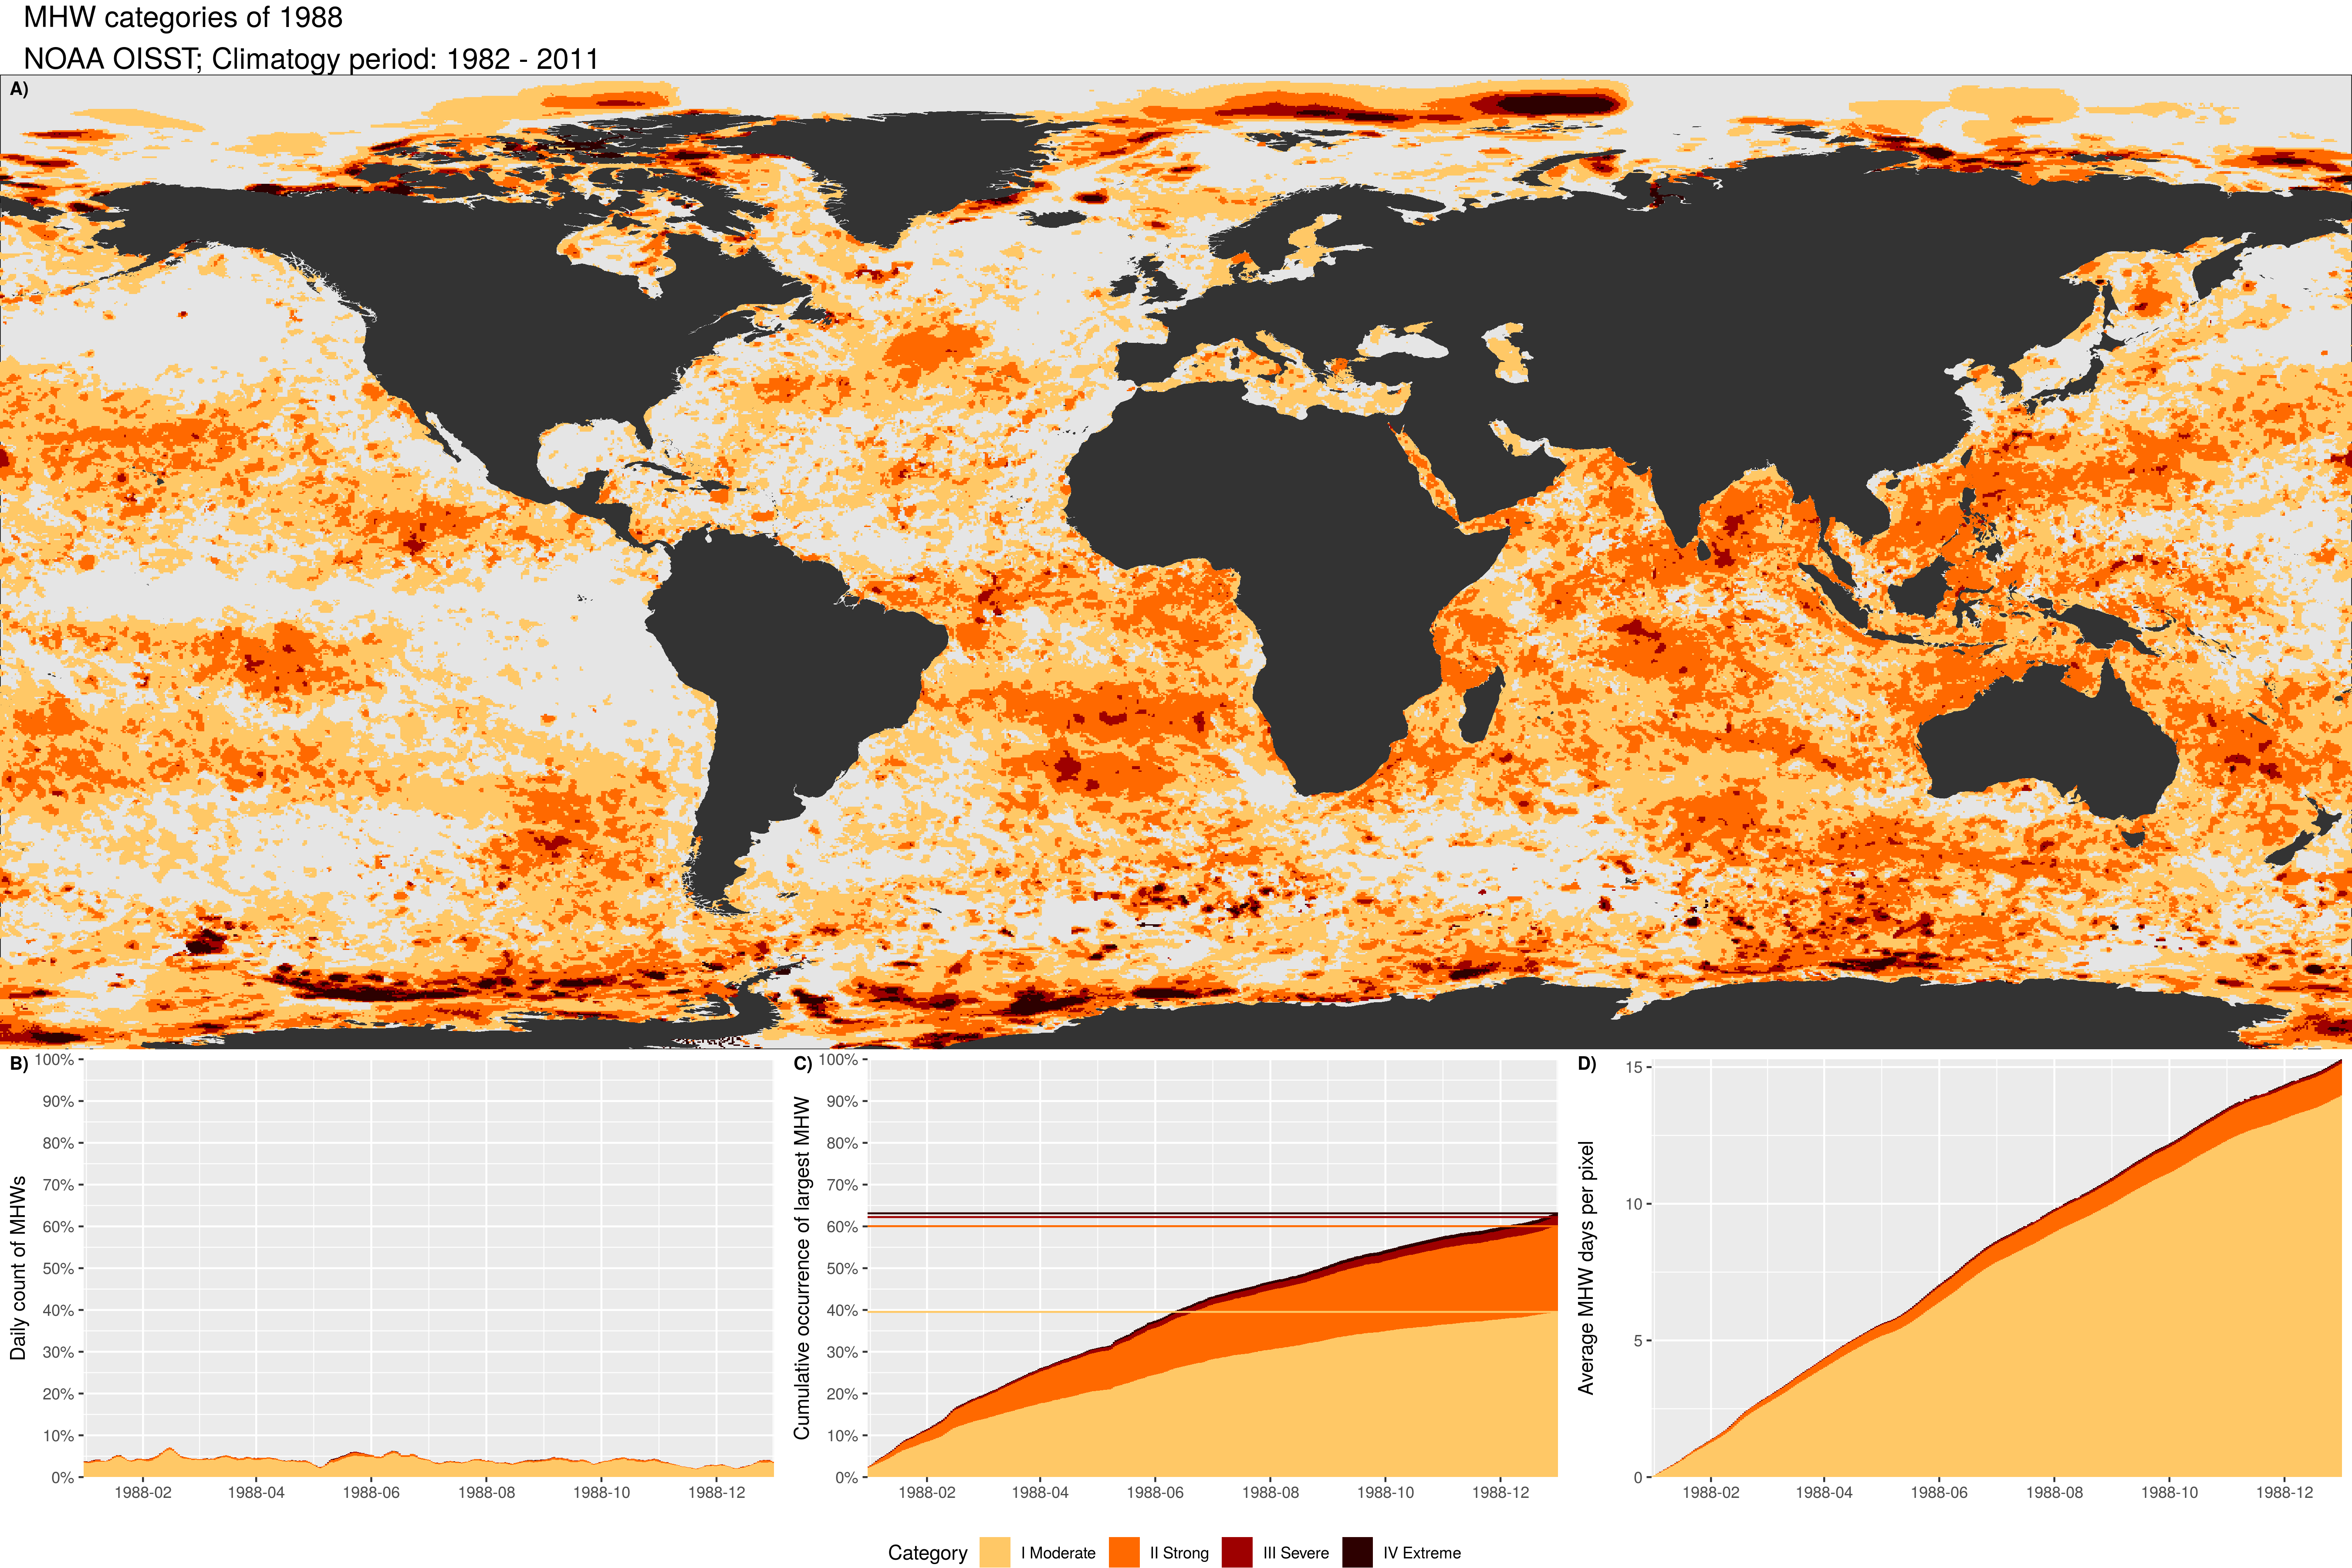 MHW categories of 1988
NOAA OISST; Climatogy period: 1982 - 2011
A)
B)
Daily count of MHWs
100%
90%
80%
70%
60%
50%
40%
30%
20%
10%
0%
1988-02 1988-04 1988-06 1988-08 1988-10 1988-12
C)
Cumulative occurrence of largest MHW
100%
90%
80%
70%
60%
50%
40%
30%
20%
10%
0%
1988-02 1988-04 1988-06 1988-08 1988-10 1988-12
D)
Average MHW days per pixel
15
10
5
0
1988-02 1988-04 1988-06 1988-08 1988-10 1988-12
Category I Moderate II Strong III Severe IV Extreme